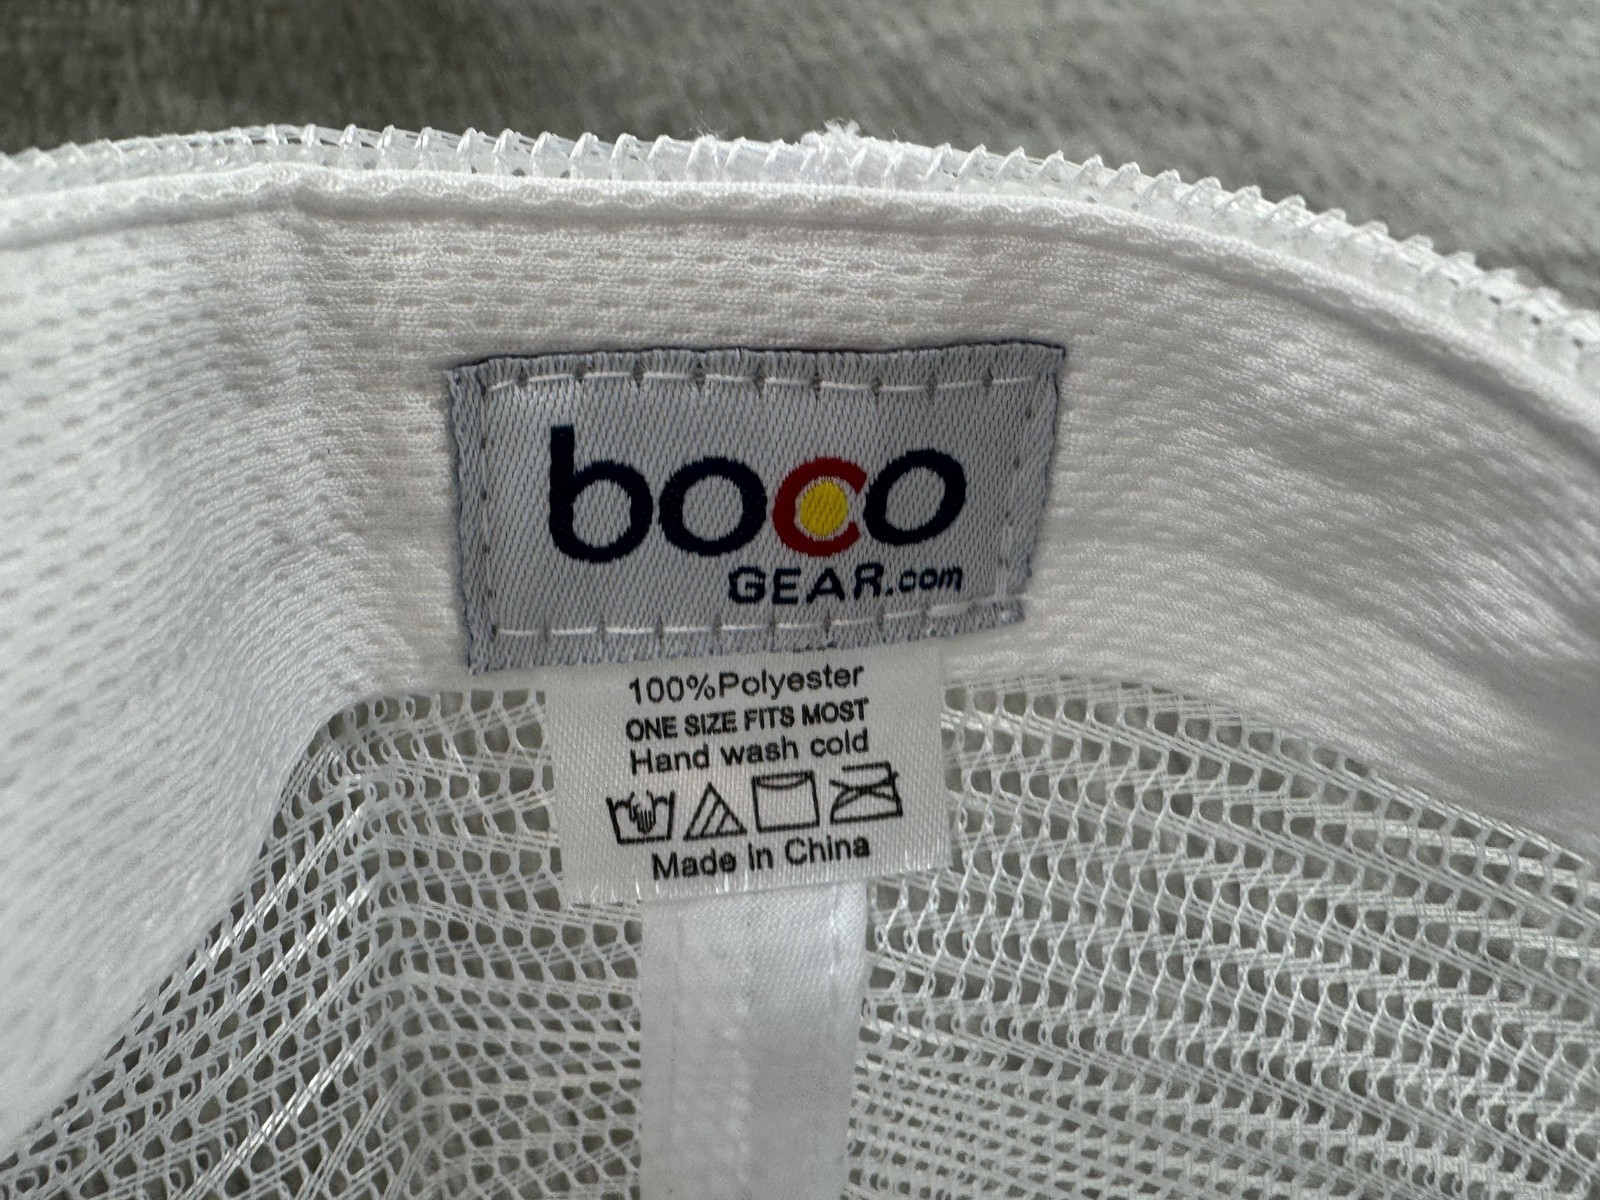 boco
GEAR.com
100%Polyester
ONE SIZE FITS MOST
Hand wash cold
Made in China